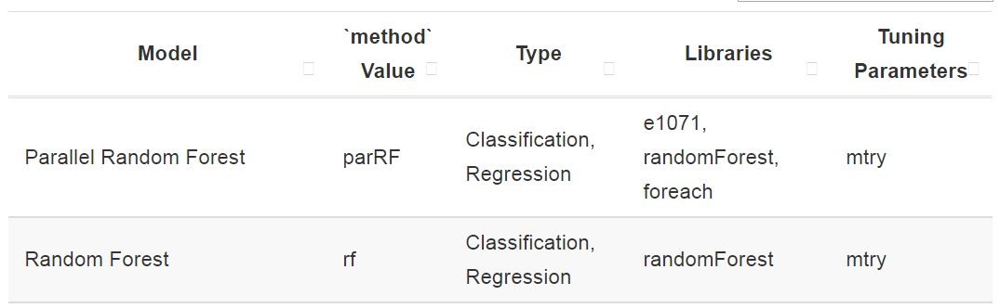 Model `method` Value Type Libraries Tuning Parameters
Parallel Random Forest parRF Classification, Regression e1071, randomForest, foreach mtry
Random Forest rf Classification, Regression randomForest mtry